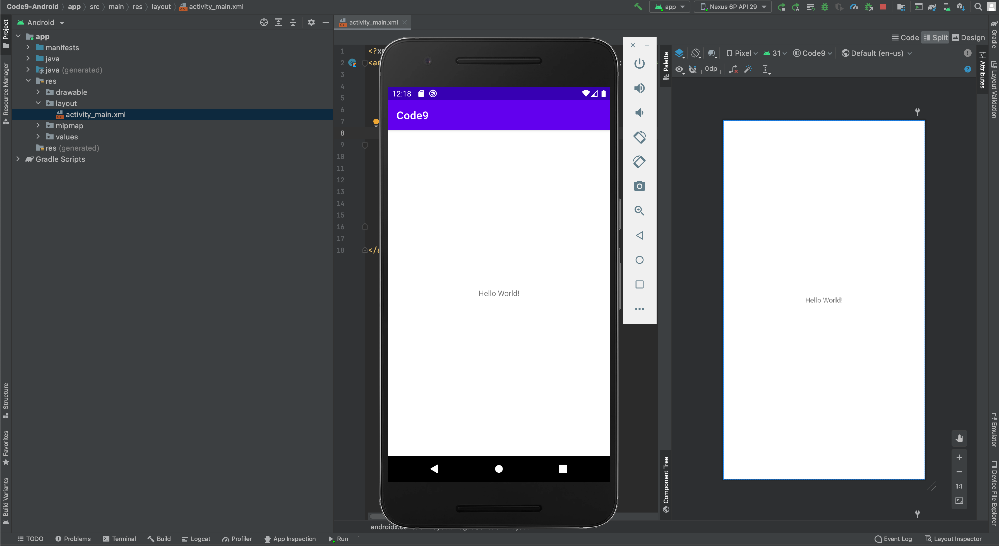 Code9-Android app src main res layout activity_main.xml
app Nexus 6P API 29
Project
Android
activity_main.xml
app
manifests
java
java (generated)
res
drawable
layout
activity_main.xml
mipmap
values
res (generated)
Gradle Scripts
Resource Manager
Structure
Favorites
Build Variants
Code Split Design
1
2
3
4
5
6
7
8
9
10
11
12
13
14
15
16
17
18
<?xm
<an
</a
12:18
Code9
Hello World!
Palette
Component Tree
Pixel 31 Code9 Default (en-us)
0dp
Hello World!
1:1
Attributes
Gradle
Layout Validation
Emulator
Device File Explorer
androidx.constraintlayout.widget.ConstraintLayout
TODO Problems Terminal Build Logcat Profiler App Inspection Run
Event Log Layout Inspector